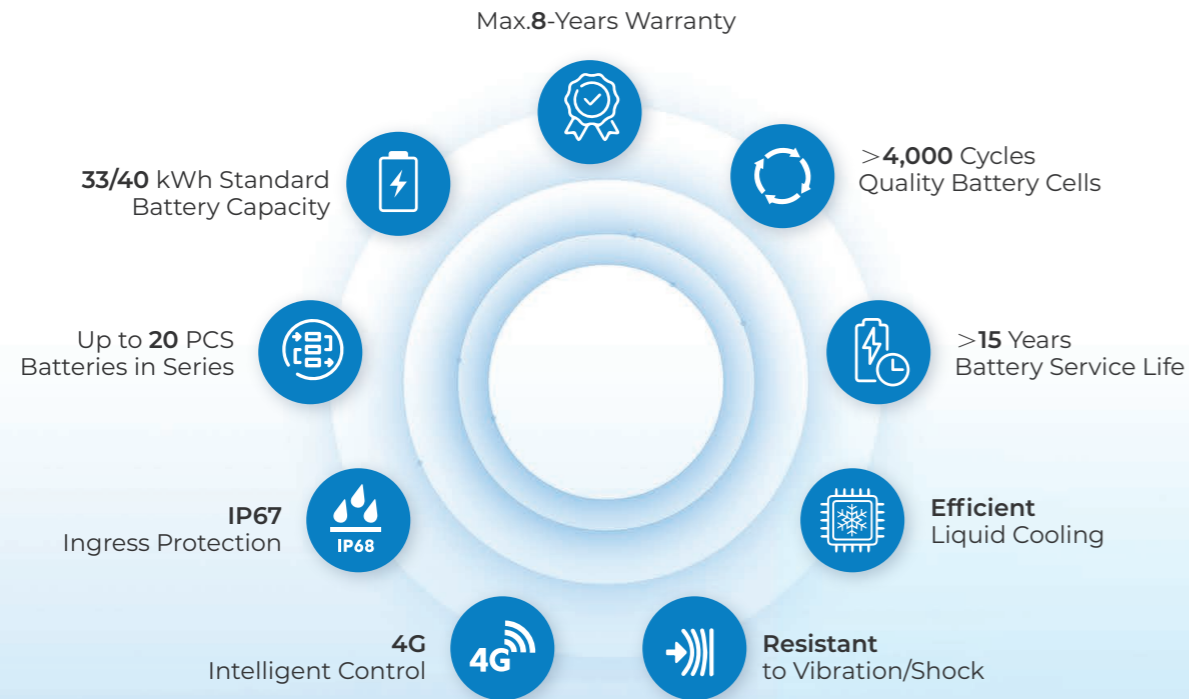 Max.8-Years Warranty
33/40 kWh Standard
Battery Capacity
>4,000 Cycles
Quality Battery Cells
Up to 20 PCS
Batteries in Series
>15 Years
Battery Service Life
IP67
Ingress Protection
IP68
Efficient
Liquid Cooling
4G
Intelligent Control
4G
Resistant
to Vibration/Shock